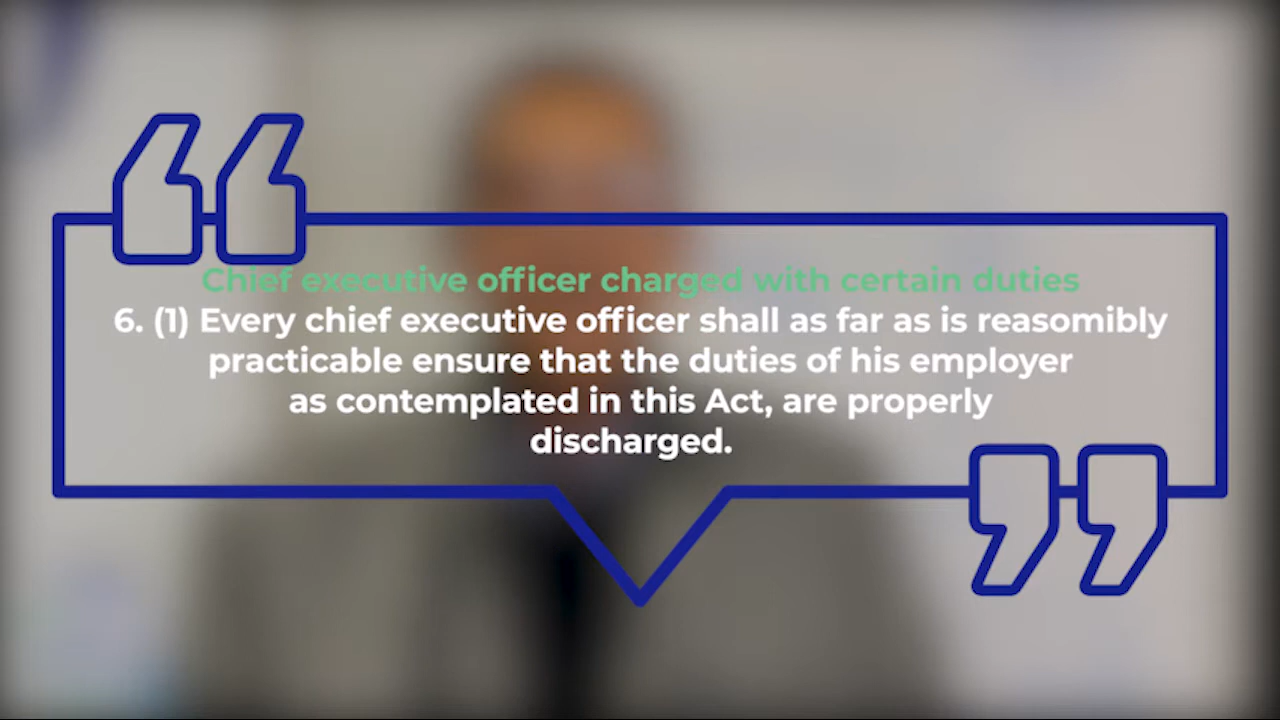 Chief executive officer charged with certain duties
6. (1) Every chief executive officer shall as far as is reasomibly
practicable ensure that the duties of his employer
as contemplated in this Act, are properly
discharged.